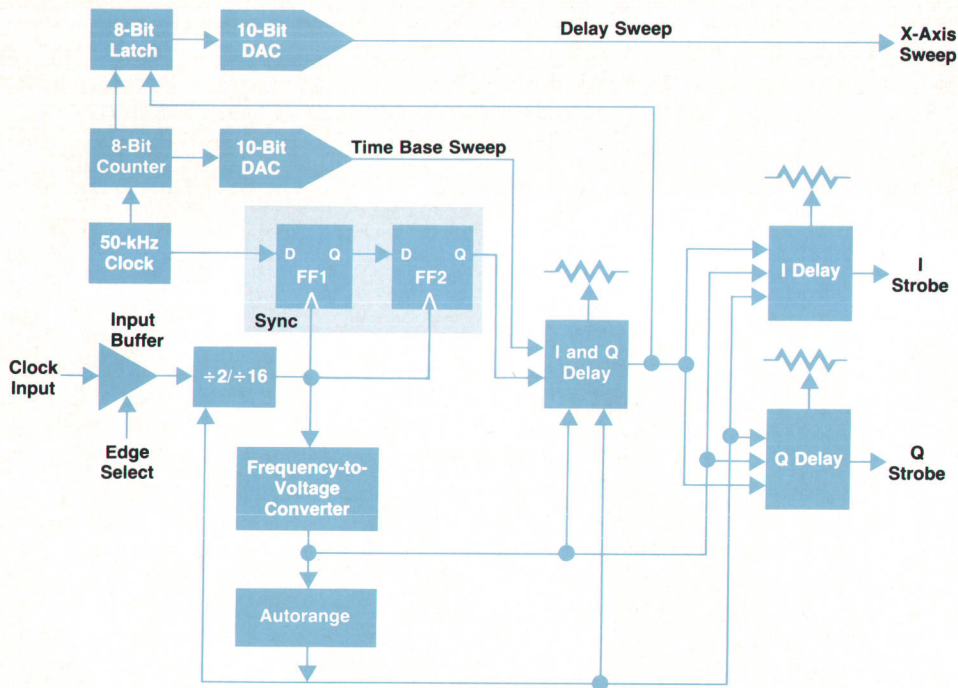 8-Bit
Latch
10-Bit
DAC
Delay Sweep
X-Axis
Sweep
8-Bit
Counter
10-Bit
DAC
Time Base Sweep
50-kHz
Clock
D Q
FF1
D Q
FF2
Sync
I Delay
I
Strobe
Input
Buffer
Clock
Input
÷2/÷16
I and Q
Delay
Edge
Select
Q Delay
Q
Strobe
Frequency-to-
Voltage
Converter
Autorange